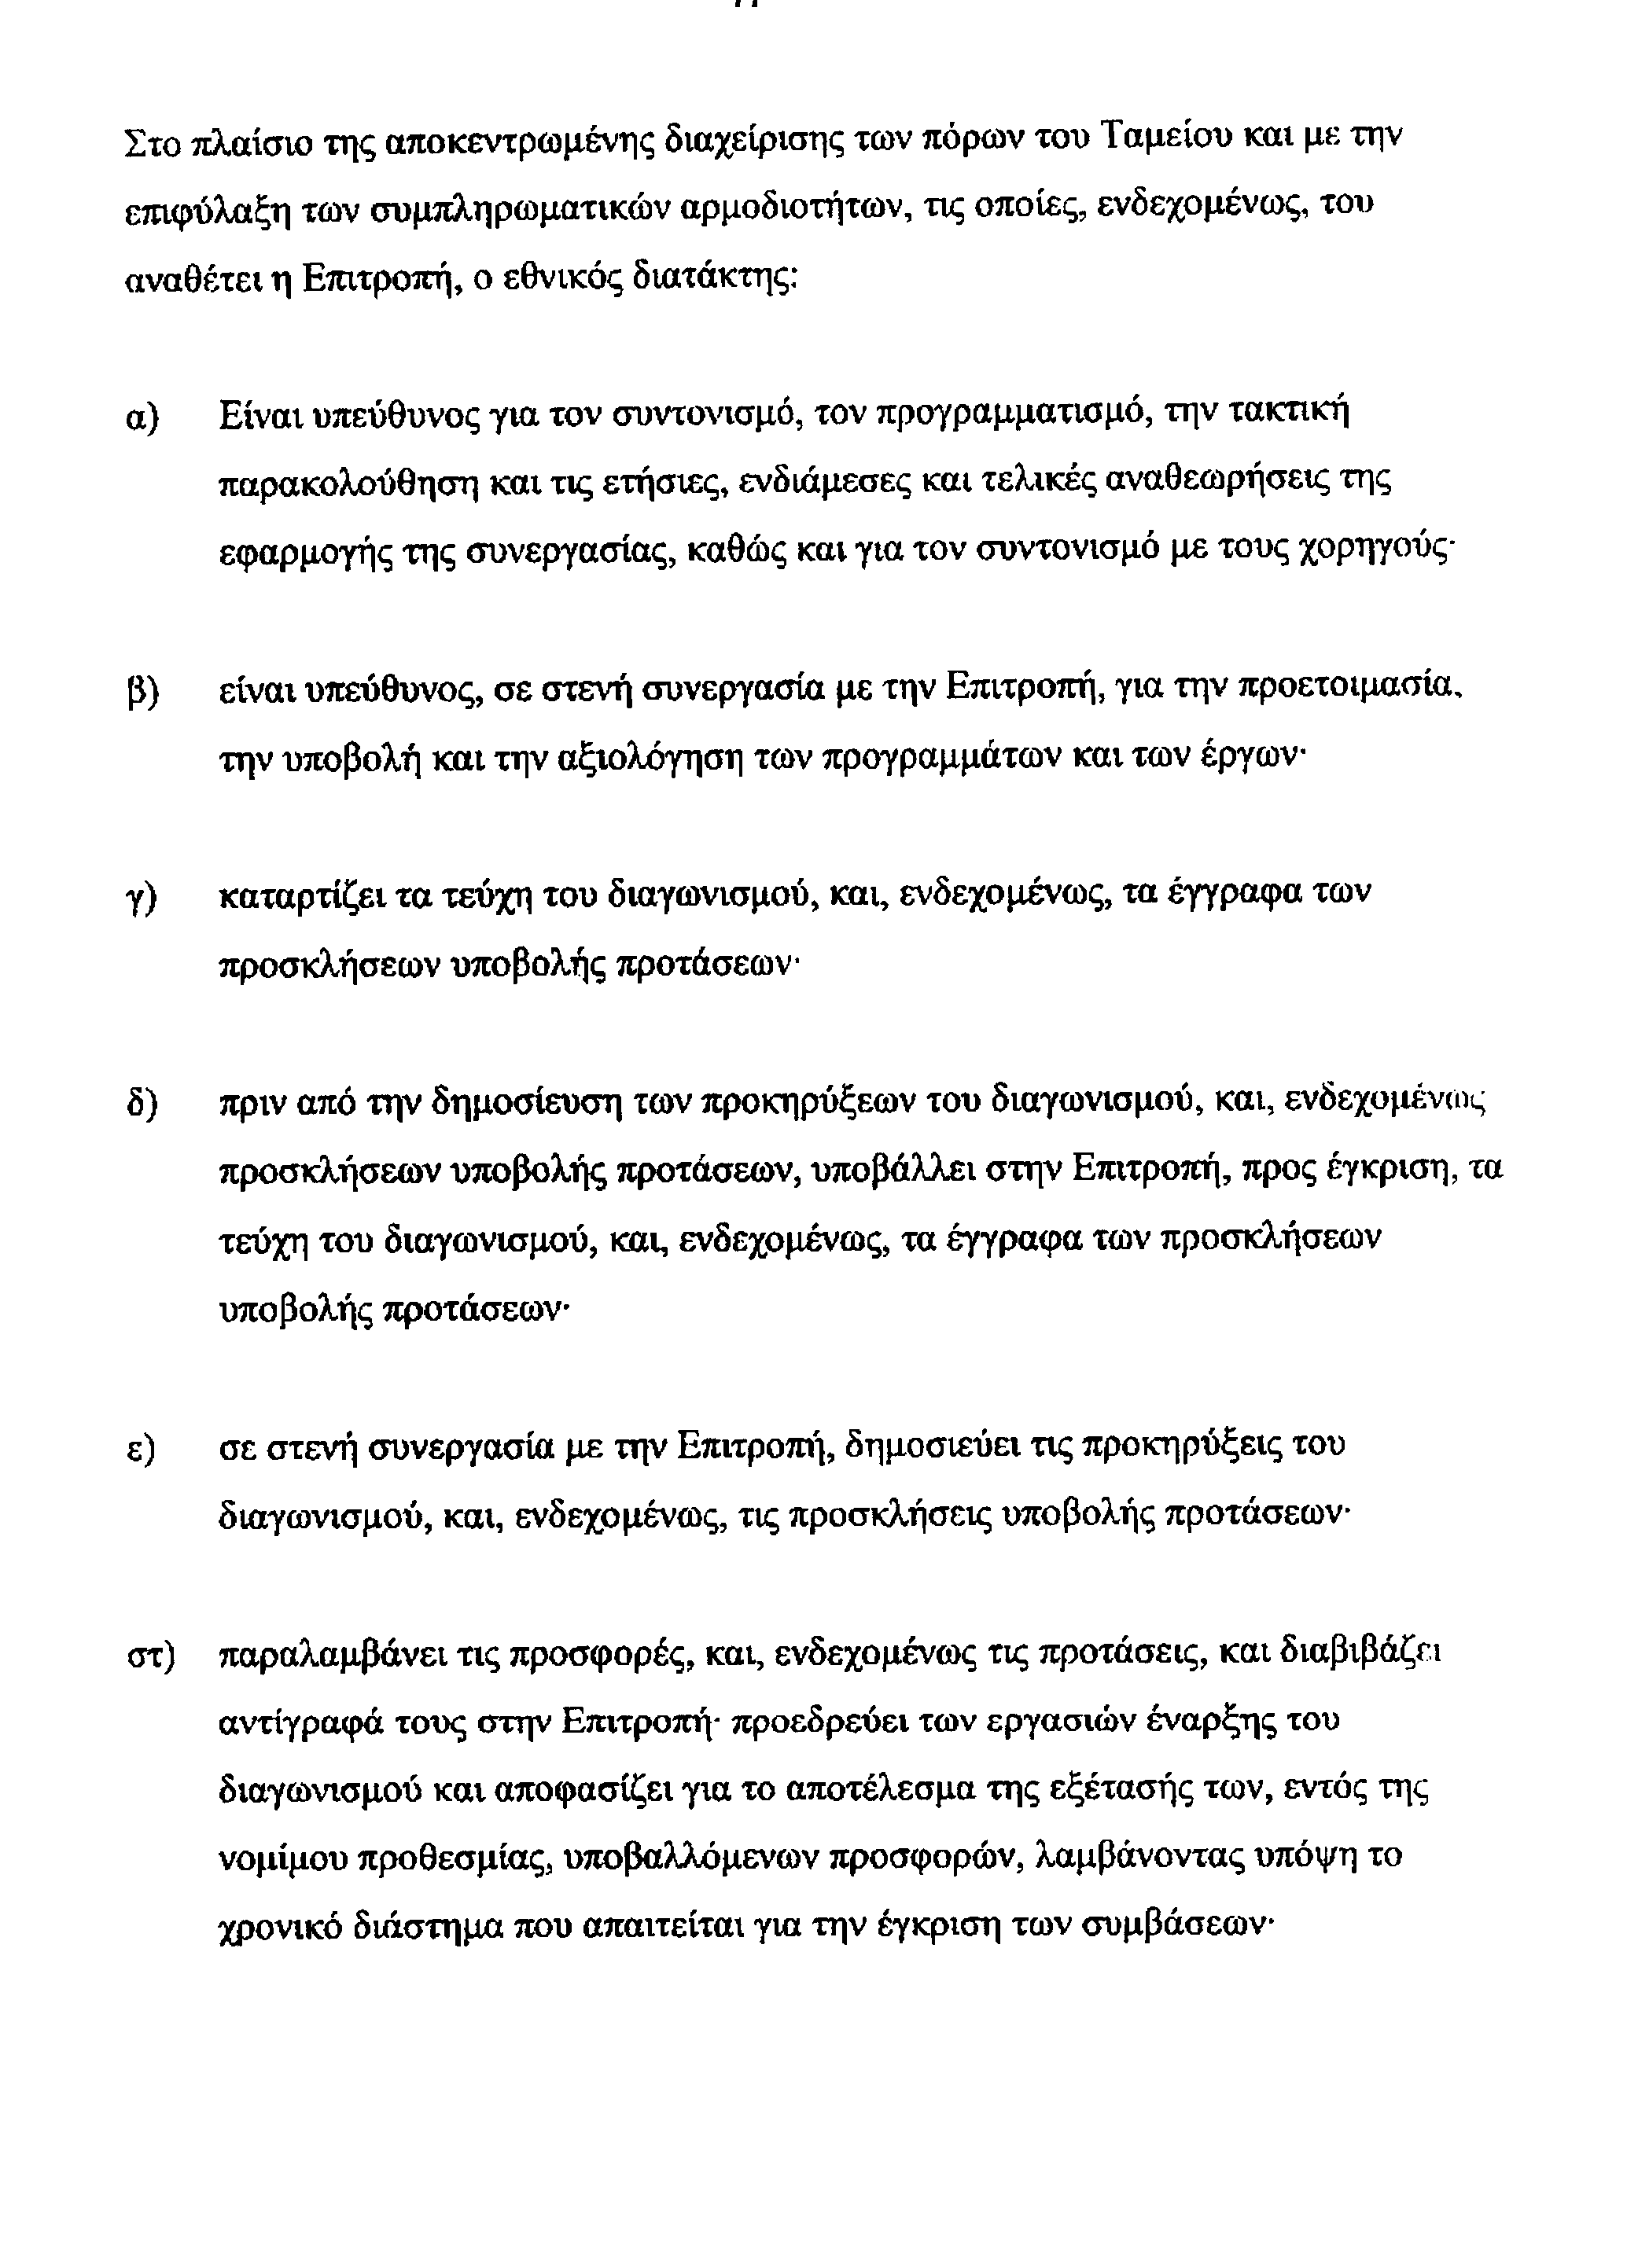 Στο πλαίσιο της αποκεντρωμένης διαχείρισης των πόρων του Ταμείου και με την
επιφύλαξη των συμπληρωματικών αρμοδιοτήτων, τις οποίες, ενδεχομένως, του
αναθέτει η Επιτροπή, ο εθνικός διατάκτης:
α) Είναι υπεύθυνος για τον συντονισμό, τον προγραμματισμό, την τακτική
παρακολούθηση και τις ετήσιες, ενδιάμεσες και τελικές αναθεωρήσεις της
εφαρμογής της συνεργασίας, καθώς και για τον συντονισμό με τους χορηγούς·
β) είναι υπεύθυνος, σε στενή συνεργασία με την Επιτροπή, για την προετοιμασία,
την υποβολή και την αξιολόγηση των προγραμμάτων και των έργων·
γ) καταρτίζει τα τεύχη του διαγωνισμού, και, ενδεχομένως, τα έγγραφα των
προσκλήσεων υποβολής προτάσεων·
δ) πριν από την δημοσίευση των προκηρύξεων του διαγωνισμού, και, ενδεχομένως
προσκλήσεων υποβολής προτάσεων, υποβάλλει στην Επιτροπή, προς έγκριση, τα
τεύχη του διαγωνισμού, και, ενδεχομένως, τα έγγραφα των προσκλήσεων
υποβολής προτάσεων·
ε) σε στενή συνεργασία με την Επιτροπή, δημοσιεύει τις προκηρύξεις του
διαγωνισμού, και, ενδεχομένως, τις προσκλήσεις υποβολής προτάσεων·
στ) παραλαμβάνει τις προσφορές, και, ενδεχομένως τις προτάσεις, και διαβιβάζει
αντίγραφά τους στην Επιτροπή· προεδρεύει των εργασιών έναρξης του
διαγωνισμού και αποφασίζει για το αποτέλεσμα της εξέτασής των, εντός της
νομίμου προθεσμίας, υποβαλλόμενων προσφορών, λαμβάνοντας υπόψη το
χρονικό διάστημα που απαιτείται για την έγκριση των συμβάσεων·